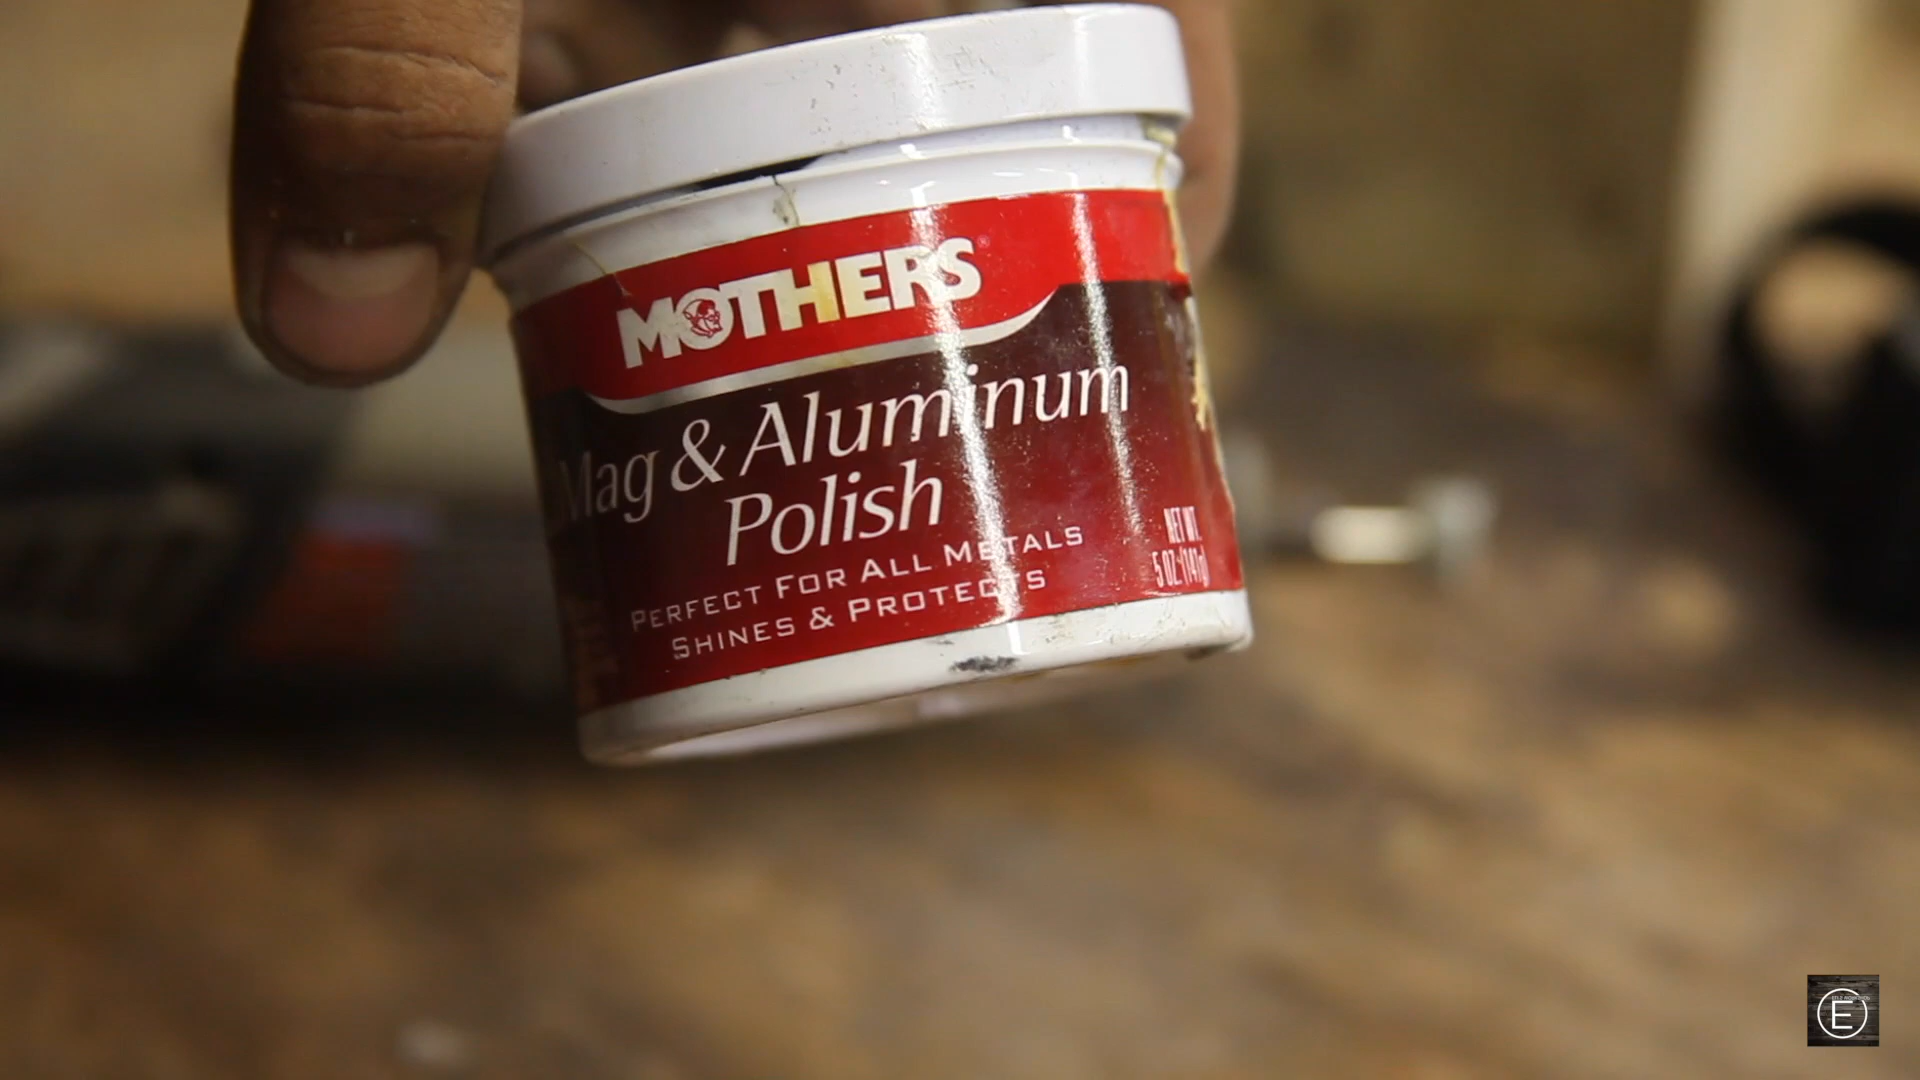 MOTHERS
Mag & Aluminum
Polish
PERFECT FOR ALL METALS
SHINES & PROTECTS
NET WT.
5 OZ. (141g)
E